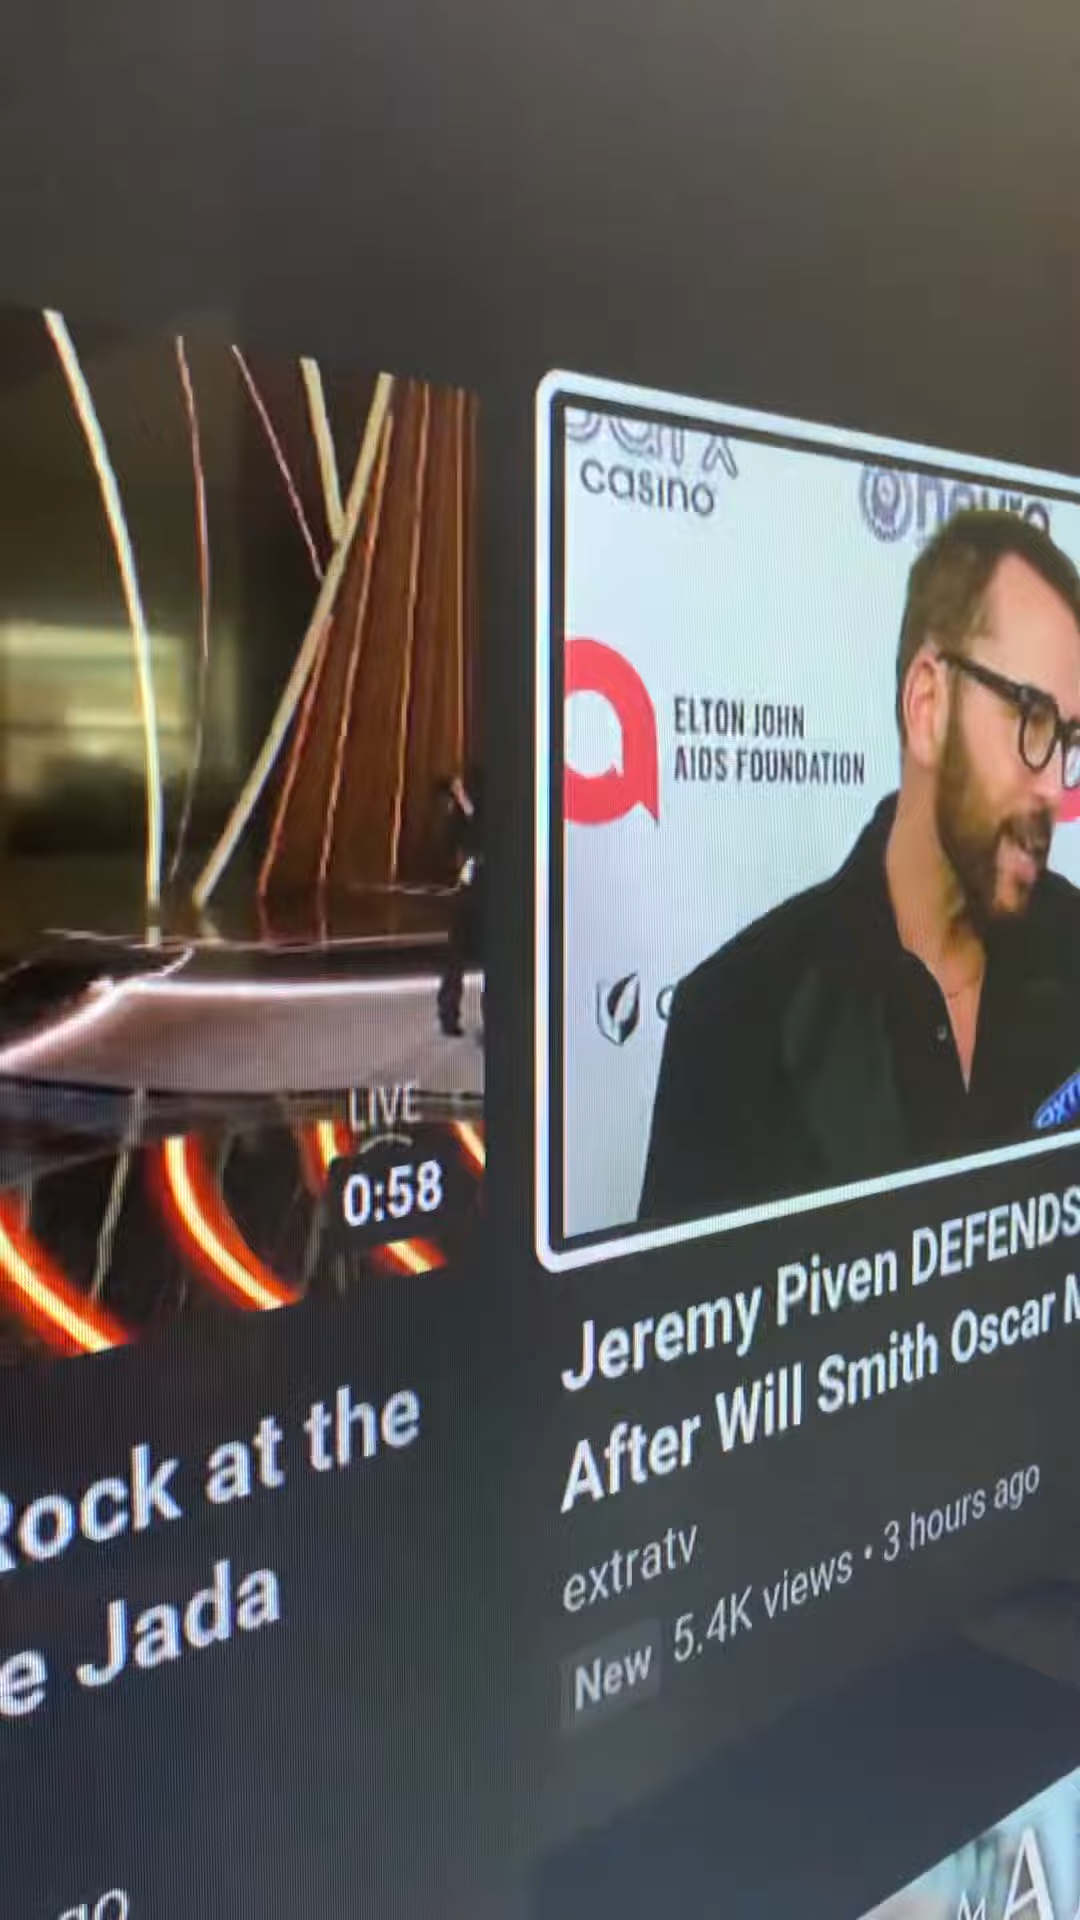 casino
ELTON JOHN
AIDS FOUNDATION
LIVE
0:58
Rock at the
e Jada
Jeremy Piven DEFENDS
After Will Smith Oscar M
extratv
New 5.4K views • 3 hours ago